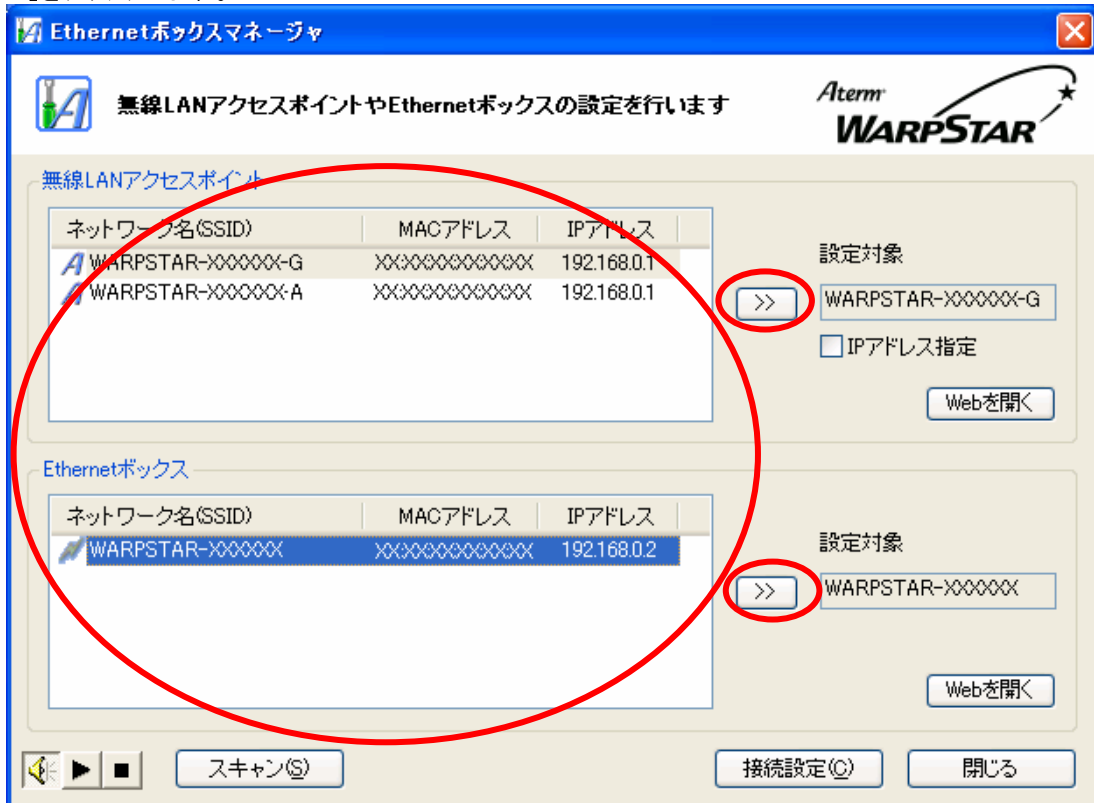 Ethernetボックスマネージャ
無線LANアクセスポイントやEthernetボックスの設定を行います
Aterm
WARPSTAR
無線LANアクセスポイント
ネットワーク名(SSID) MACアドレス IPアドレス
WARPSTAR-XXXXXX-G XX:XXXXXXXXXXXX 192.168.0.1
WARPSTAR-XXXXXX-A XX:XXXXXXXXXXXX 192.168.0.1
設定対象
>> WARPSTAR-XXXXXX-G
IPアドレス指定
Webを開く
Ethernetボックス
ネットワーク名(SSID) MACアドレス IPアドレス
WARPSTAR-XXXXXX XX:XXXXXXXXXXXX 192.168.0.2
設定対象
>> WARPSTAR-XXXXXX
Webを開く
スキャン(S) 接続設定(C) 閉じる